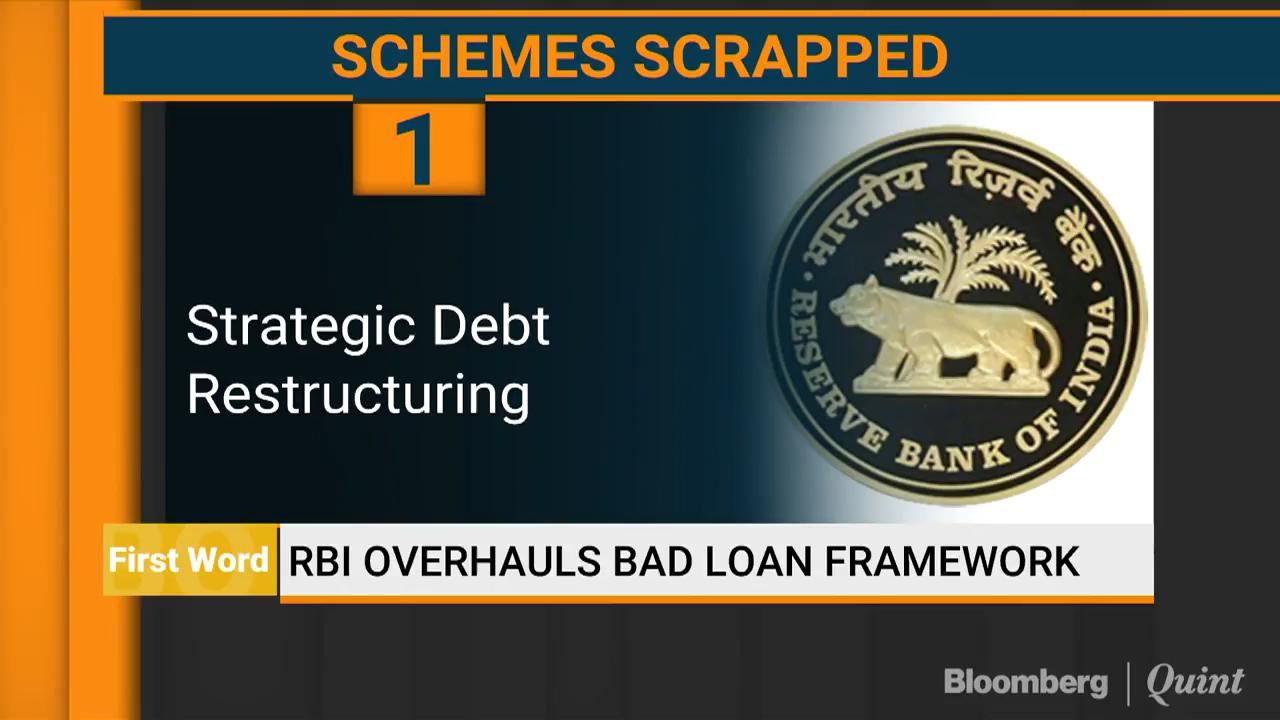 SCHEMES SCRAPPED
1
Strategic Debt
Restructuring
भारतीय रिज़र्व बैंक
RESERVE BANK OF INDIA
First Word
RBI OVERHAULS BAD LOAN FRAMEWORK
Bloomberg | Quint